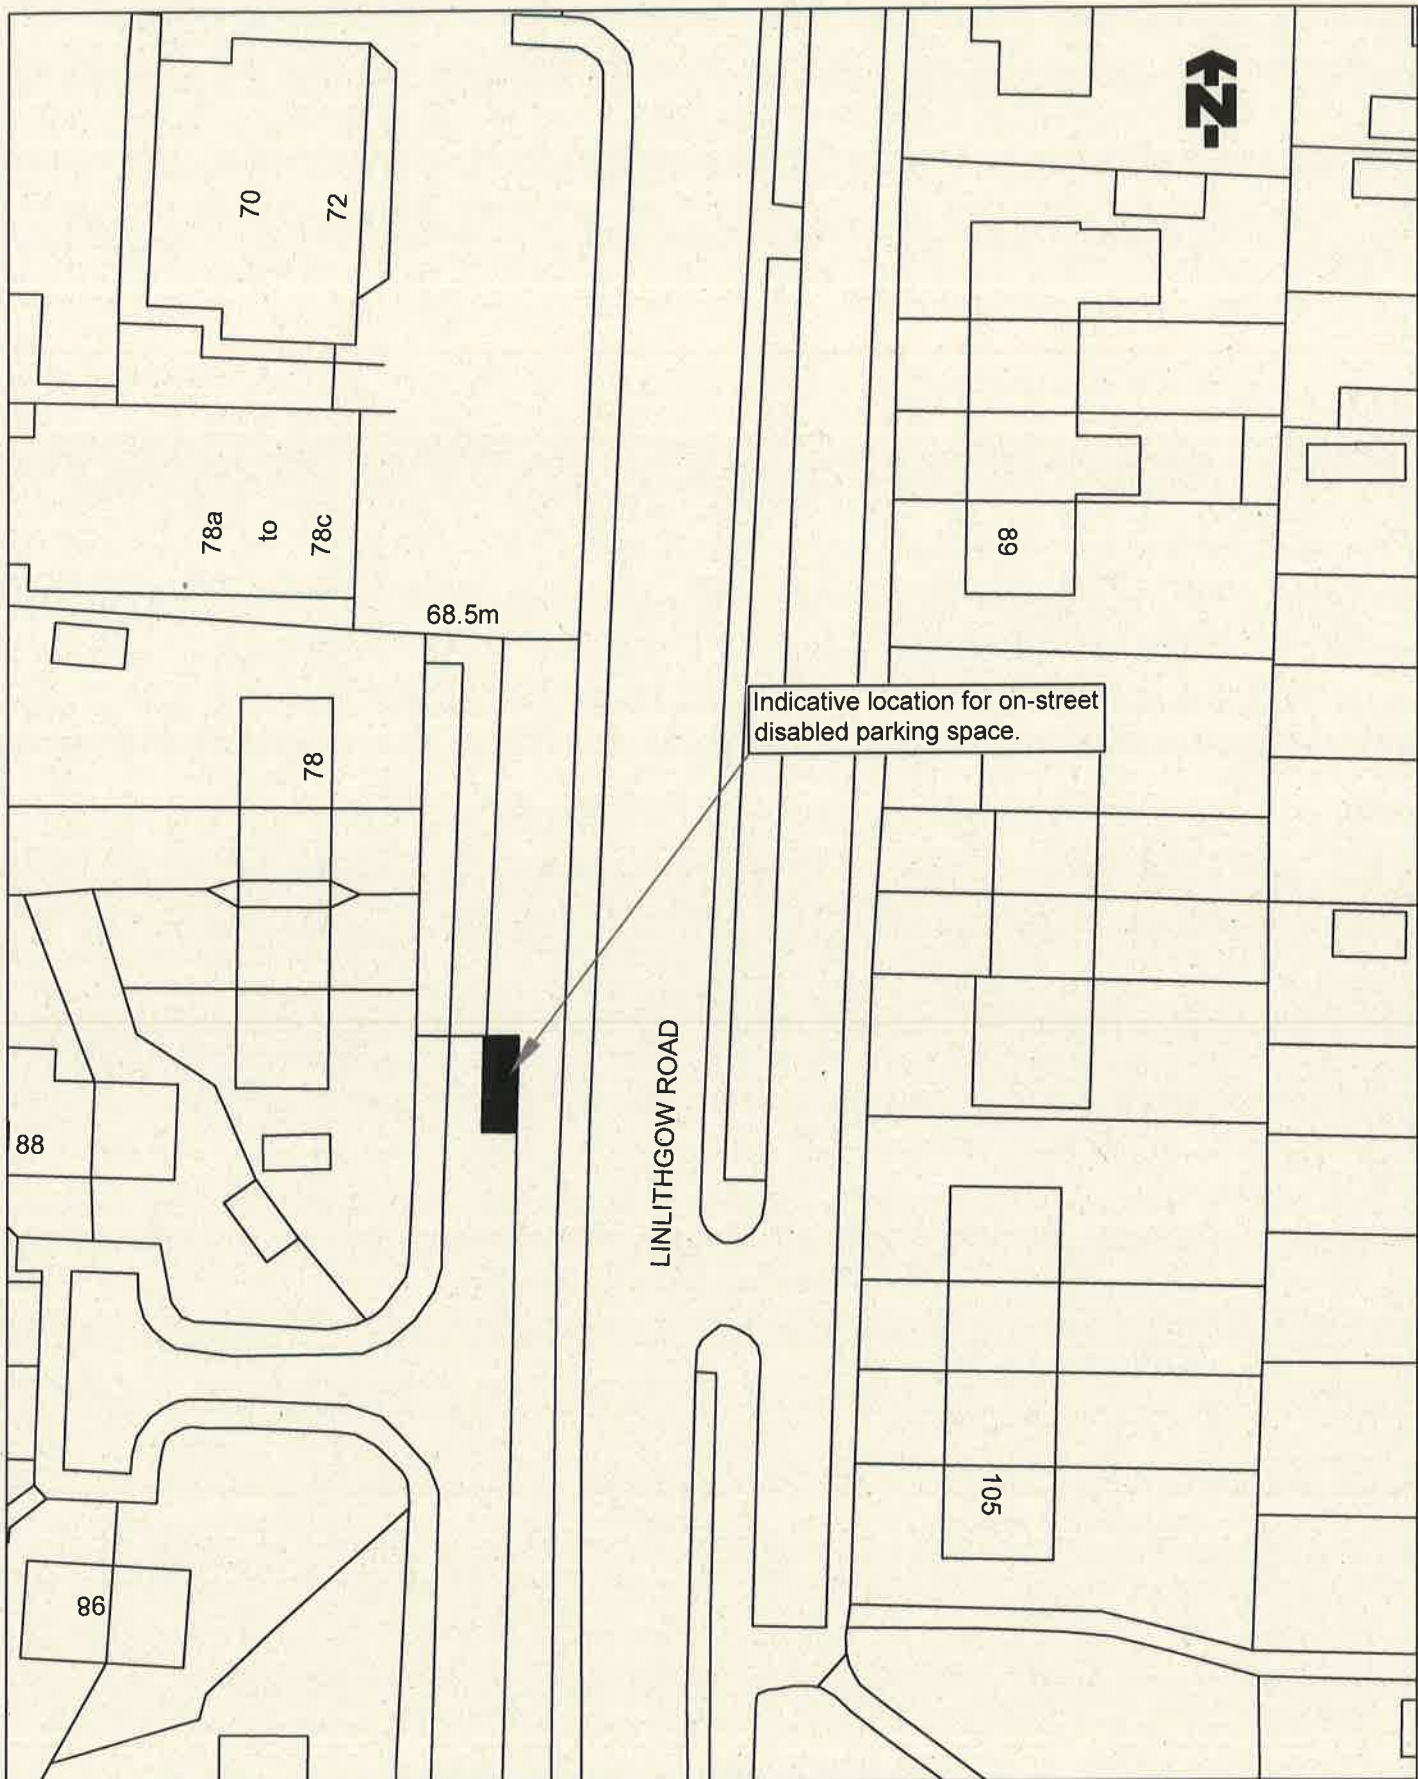 N
70
72
78a
to
78c
89
68.5m
Indicative location for on-street
disabled parking space.
78
LINLITHGOW ROAD
88
105
98